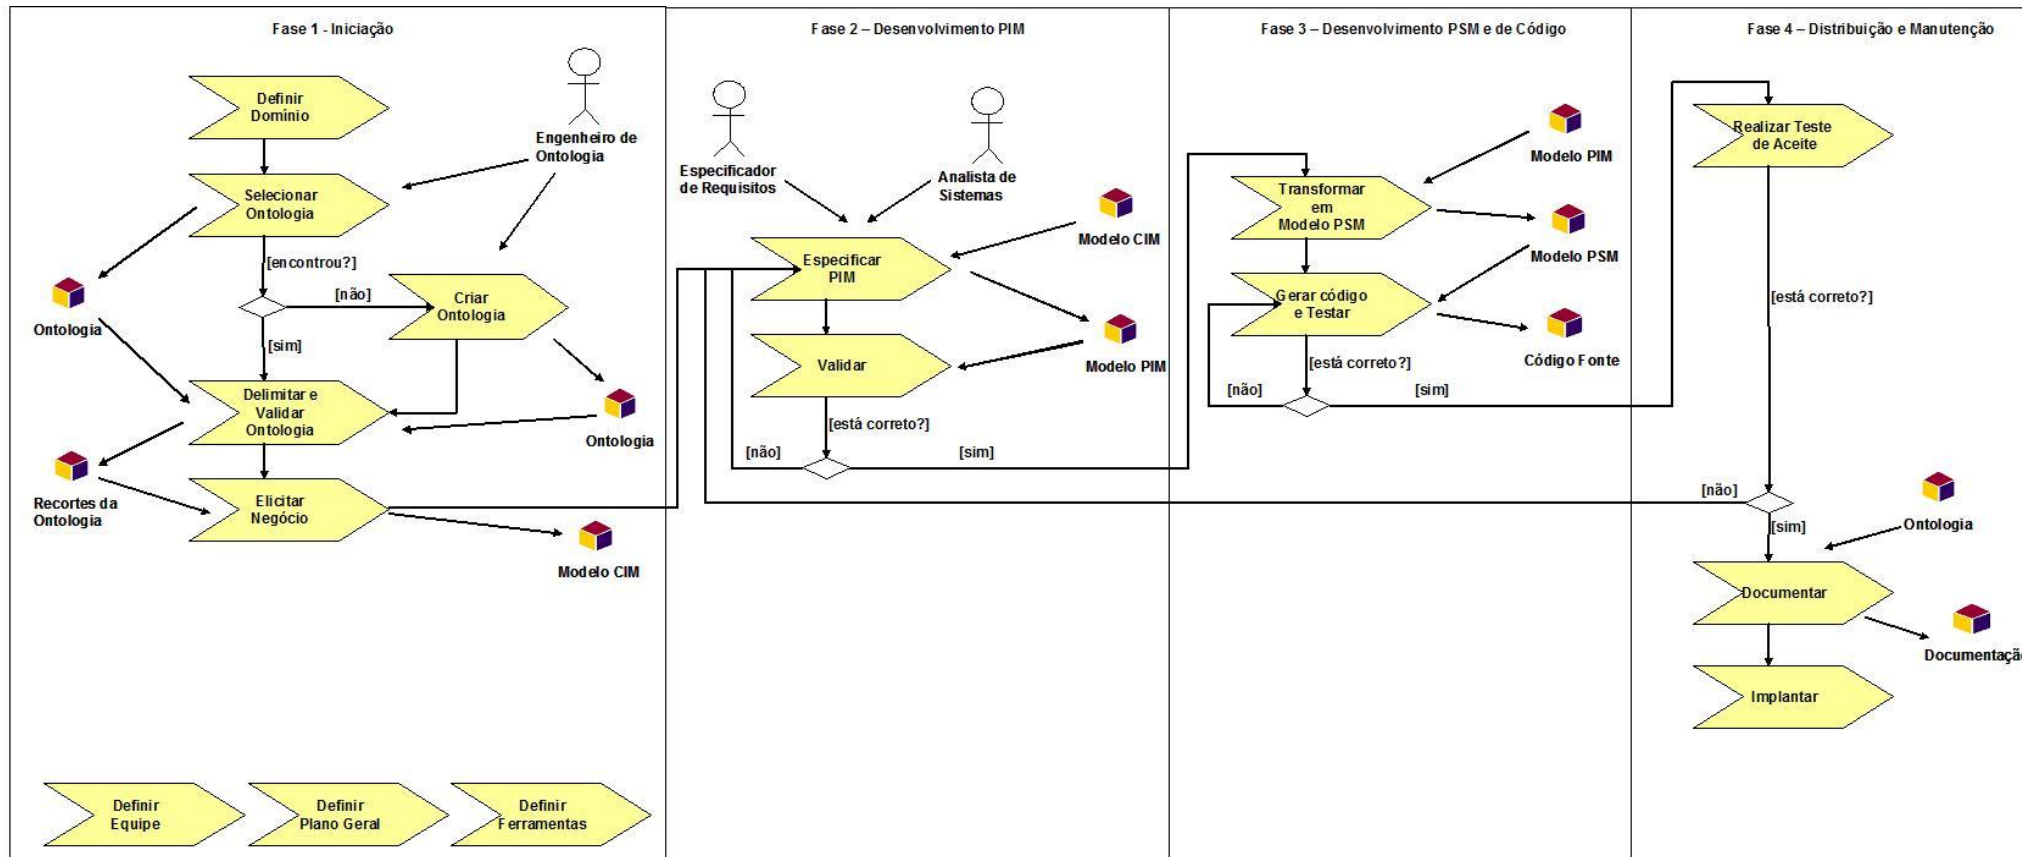 Fase 1 - Iniciação
Definir
Domínio
Engenheiro de
Ontologia
Selecionar
Ontologia
[encontrou?]
[não]
Criar
Ontologia
Ontologia
[sim]
Delimitar e
Validar
Ontologia
Ontologia
Recortes da
Ontologia
Elicitar
Negócio
Modelo CIM
Definir
Equipe
Definir
Plano Geral
Definir
Ferramentas
Fase 2 – Desenvolvimento PIM
Especificador
de Requisitos
Analista de
Sistemas
Modelo CIM
Especificar
PIM
Validar
Modelo PIM
[está correto?]
[não]
[sim]
Fase 3 – Desenvolvimento PSM e de Código
Modelo PIM
Transformar
em
Modelo PSM
Modelo PSM
Gerar código
e Testar
Código Fonte
[está correto?]
[não]
[sim]
Fase 4 – Distribuição e Manutenção
Realizar Teste
de Aceite
[está correto?]
[não]
[sim]
Ontologia
Documentar
Documentação
Implantar